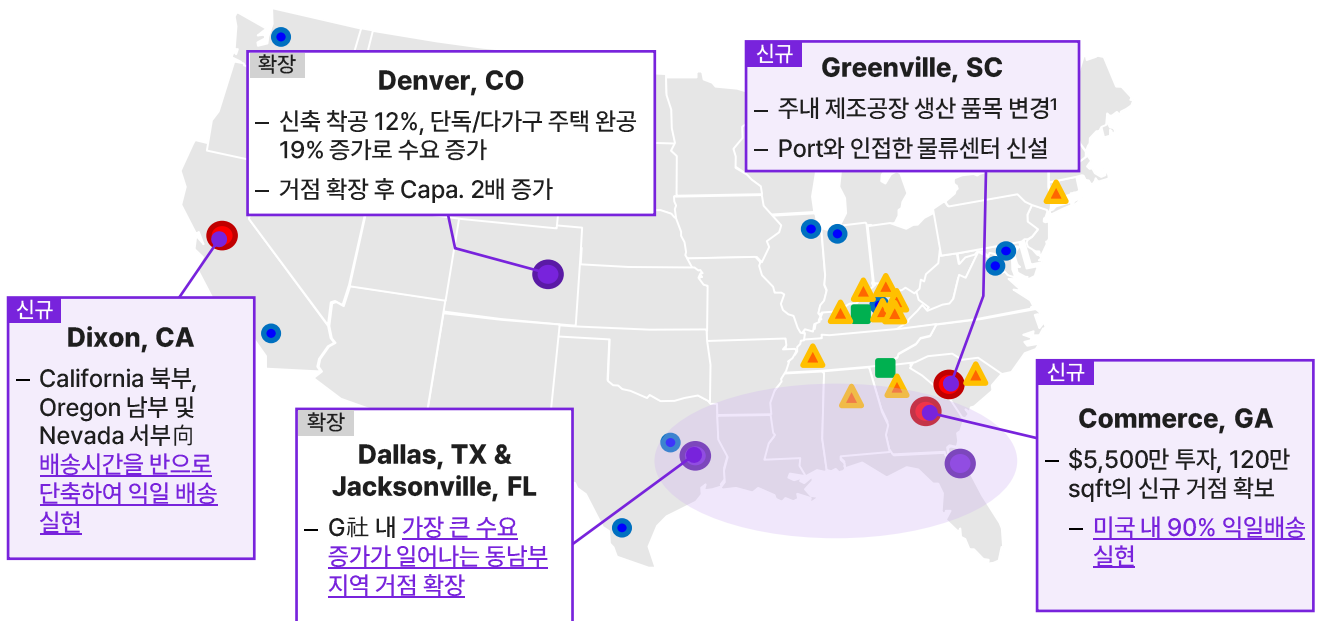 확장
Denver, CO
– 신축 착공 12%, 단독/다가구 주택 완공
19% 증가로 수요 증가
– 거점 확장 후 Capa. 2배 증가
신규
Greenville, SC
– 주내 제조공장 생산 품목 변경¹
– Port와 인접한 물류센터 신설
신규
Dixon, CA
– California 북부,
Oregon 남부 및
Nevada 서부向
배송시간을 반으로
단축하여 익일 배송
실현
확장
Dallas, TX &
Jacksonville, FL
– G社 내 가장 큰 수요
증가가 일어나는 동남부
지역 거점 확장
신규
Commerce, GA
– $5,500만 투자, 120만
sqft의 신규 거점 확보
– 미국 내 90% 익일배송
실현